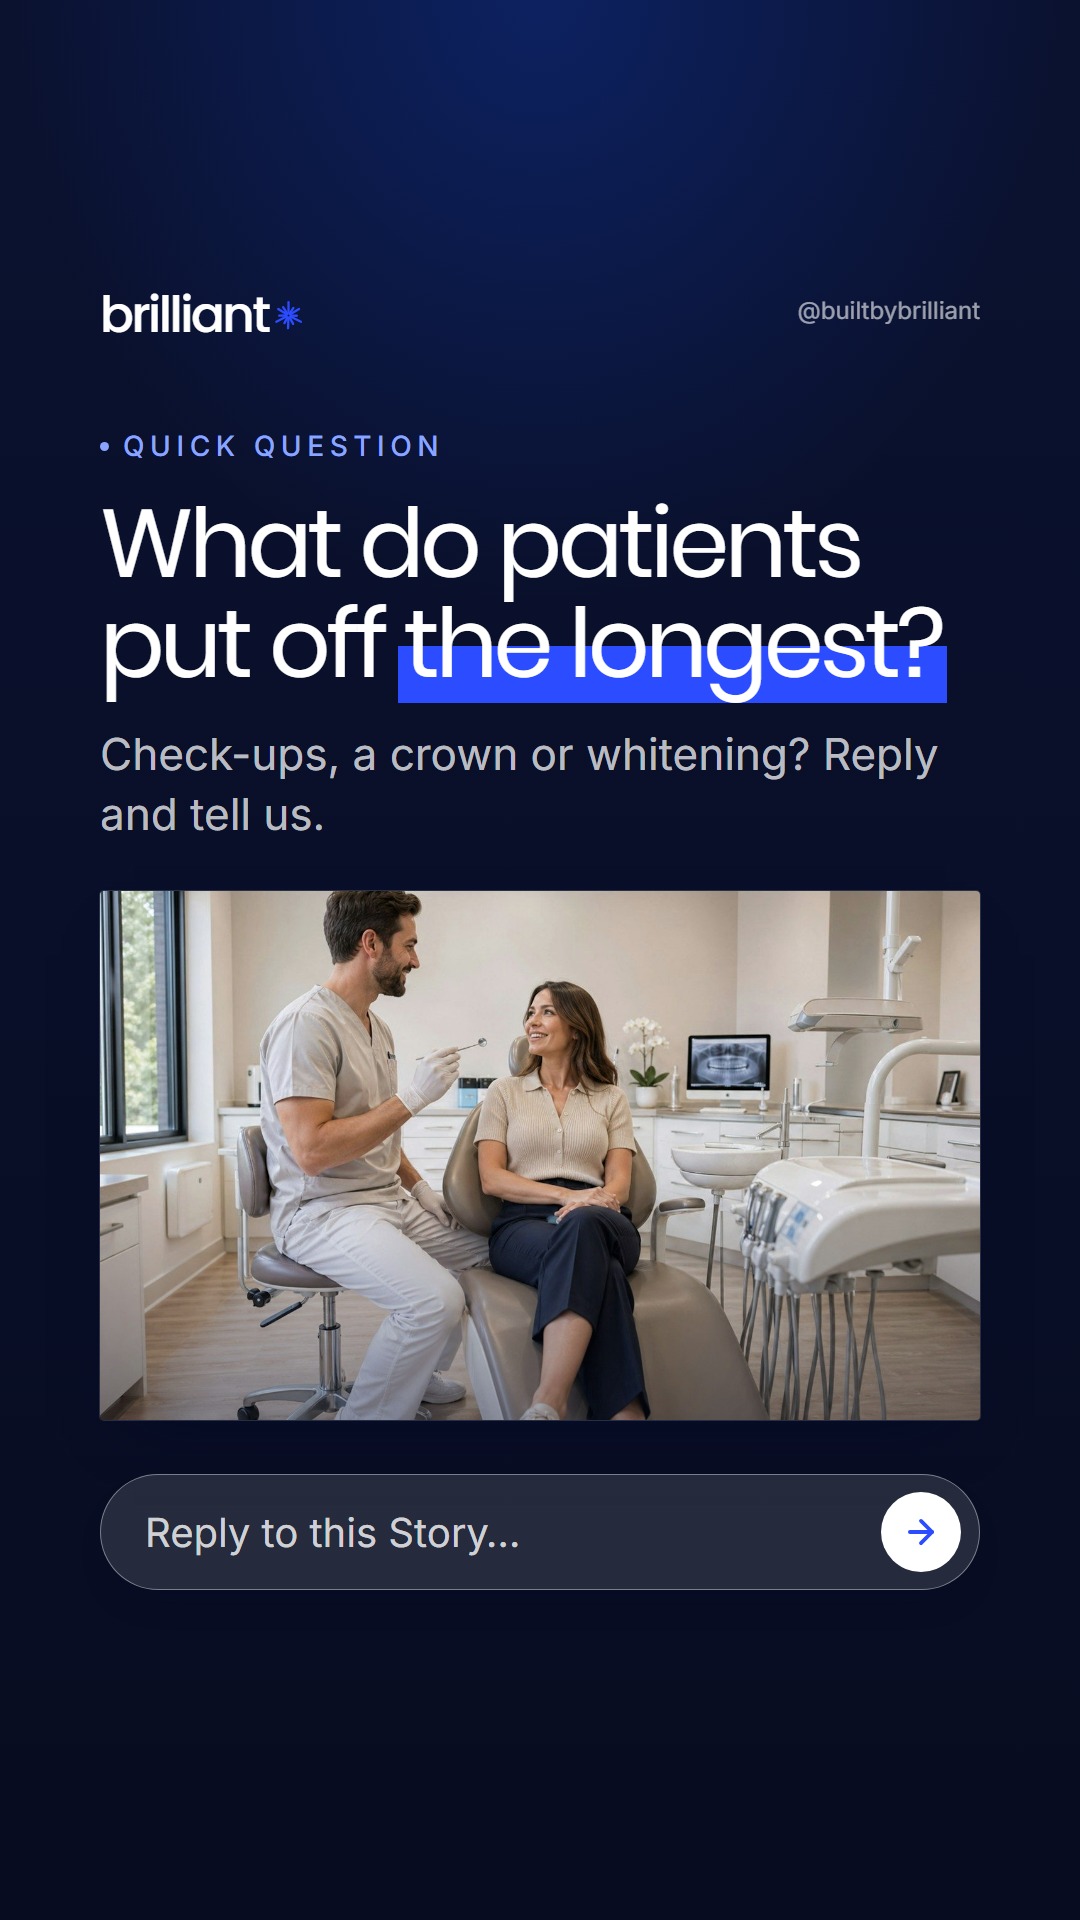 brilliant
@builtbybrilliant
• QUICK QUESTION
What do patients
put off the longest?
Check-ups, a crown or whitening? Reply
and tell us.
Reply to this Story...